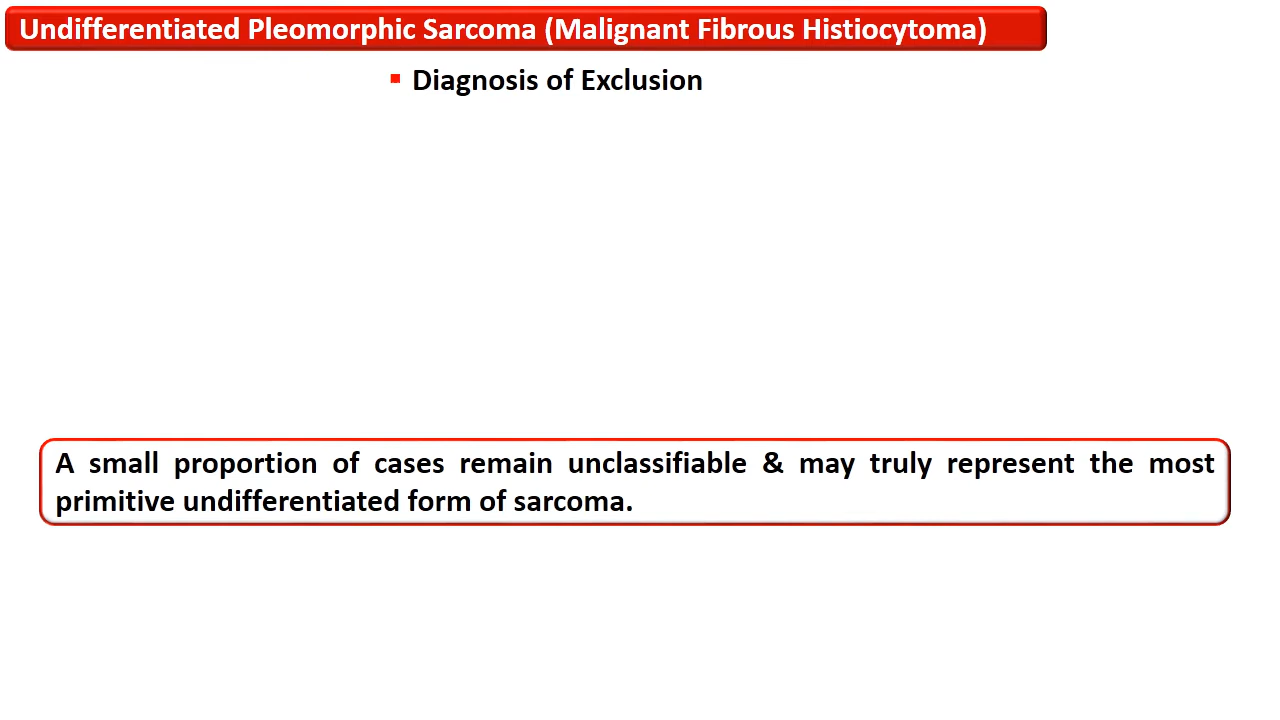 Undifferentiated Pleomorphic Sarcoma (Malignant Fibrous Histiocytoma)
▪ Diagnosis of Exclusion
A small proportion of cases remain unclassifiable & may truly represent the most
primitive undifferentiated form of sarcoma.